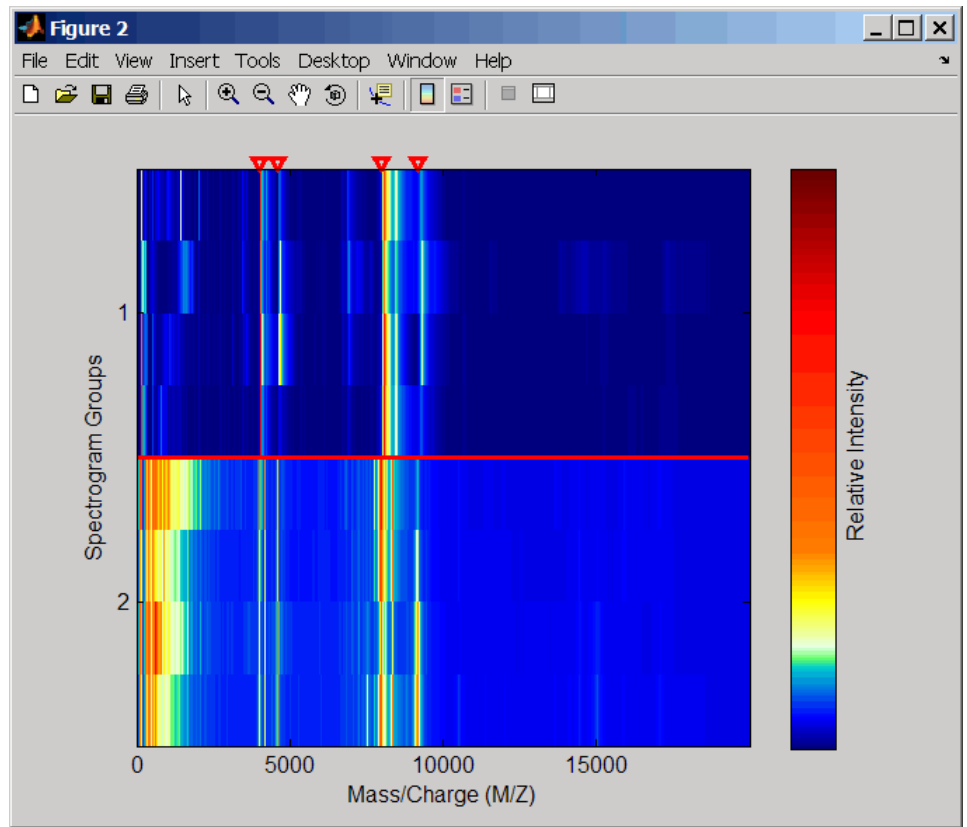 Figure 2
File Edit View Insert Tools Desktop Window Help
1
2
Spectrogram Groups
0 5000 10000 15000
Mass/Charge (M/Z)
Relative Intensity